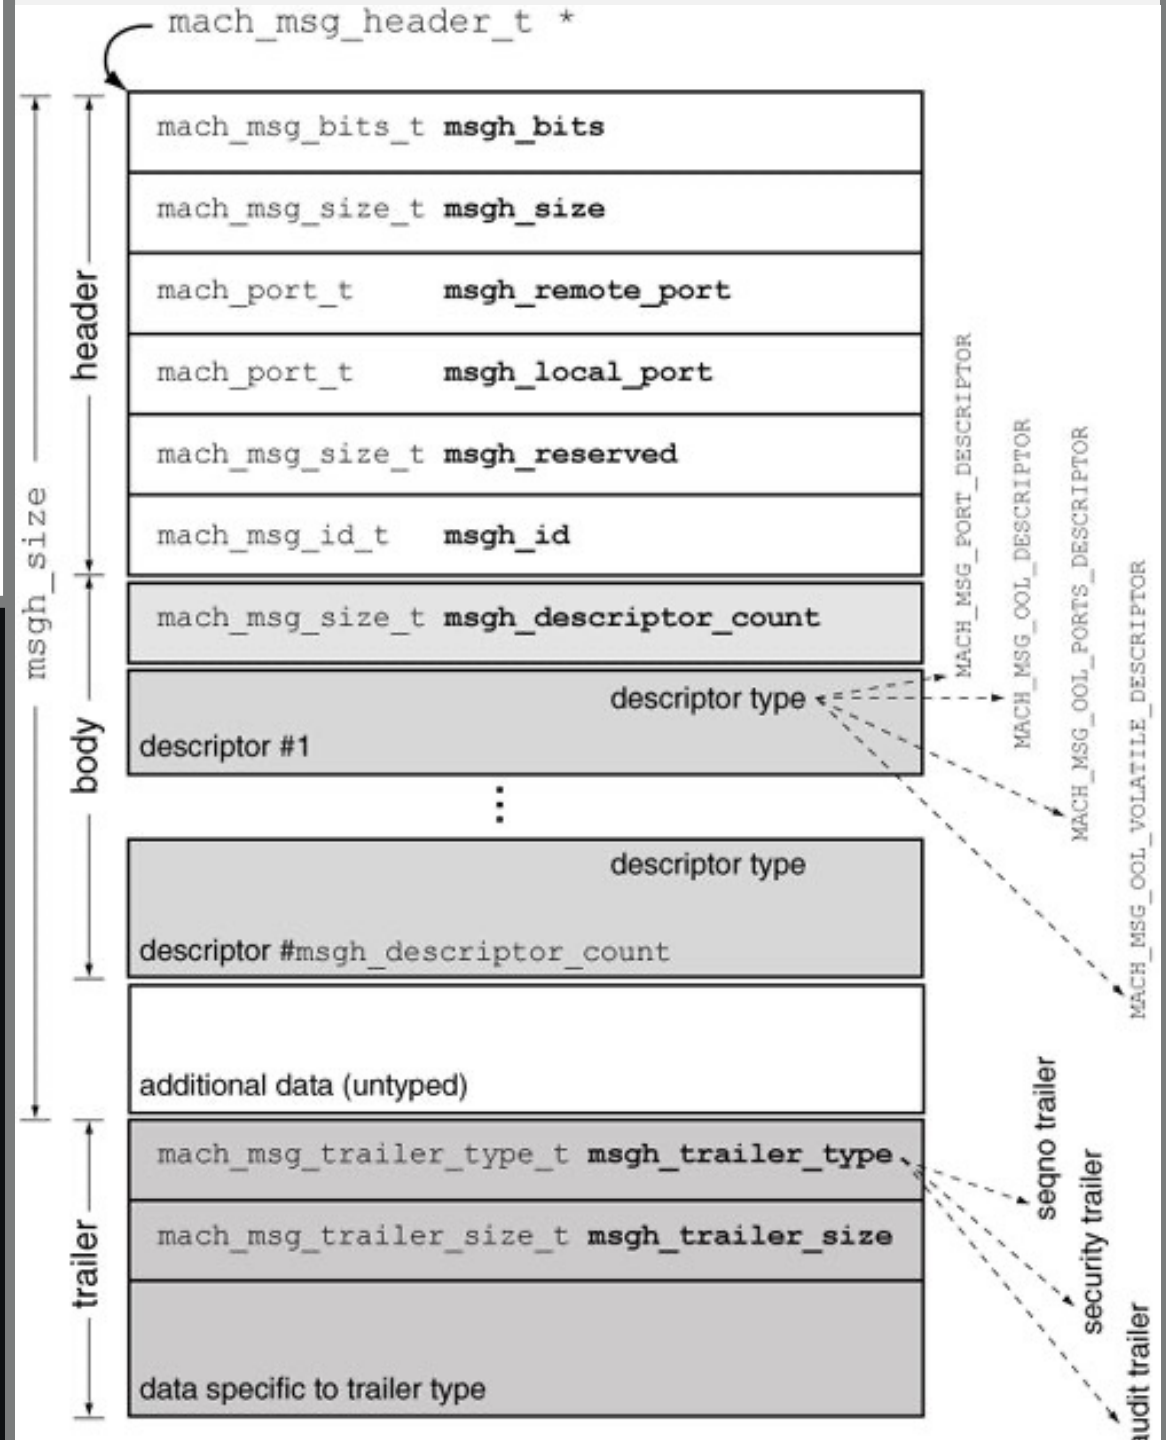 mach_msg_header_t *
msgh_size
header
mach_msg_bits_t msgh_bits
mach_msg_size_t msgh_size
mach_port_t msgh_remote_port
mach_port_t msgh_local_port
mach_msg_size_t msgh_reserved
mach_msg_id_t msgh_id
body
mach_msg_size_t msgh_descriptor_count
descriptor type
descriptor #1
MACH_MSG_PORT_DESCRIPTOR
MACH_MSG_OOL_DESCRIPTOR
MACH_MSG_OOL_PORTS_DESCRIPTOR
MACH_MSG_OOL_VOLATILE_DESCRIPTOR
⋮
descriptor type
descriptor #msgh_descriptor_count
additional data (untyped)
trailer
mach_msg_trailer_type_t msgh_trailer_type
mach_msg_trailer_size_t msgh_trailer_size
data specific to trailer type
seqno trailer
security trailer
audit trailer